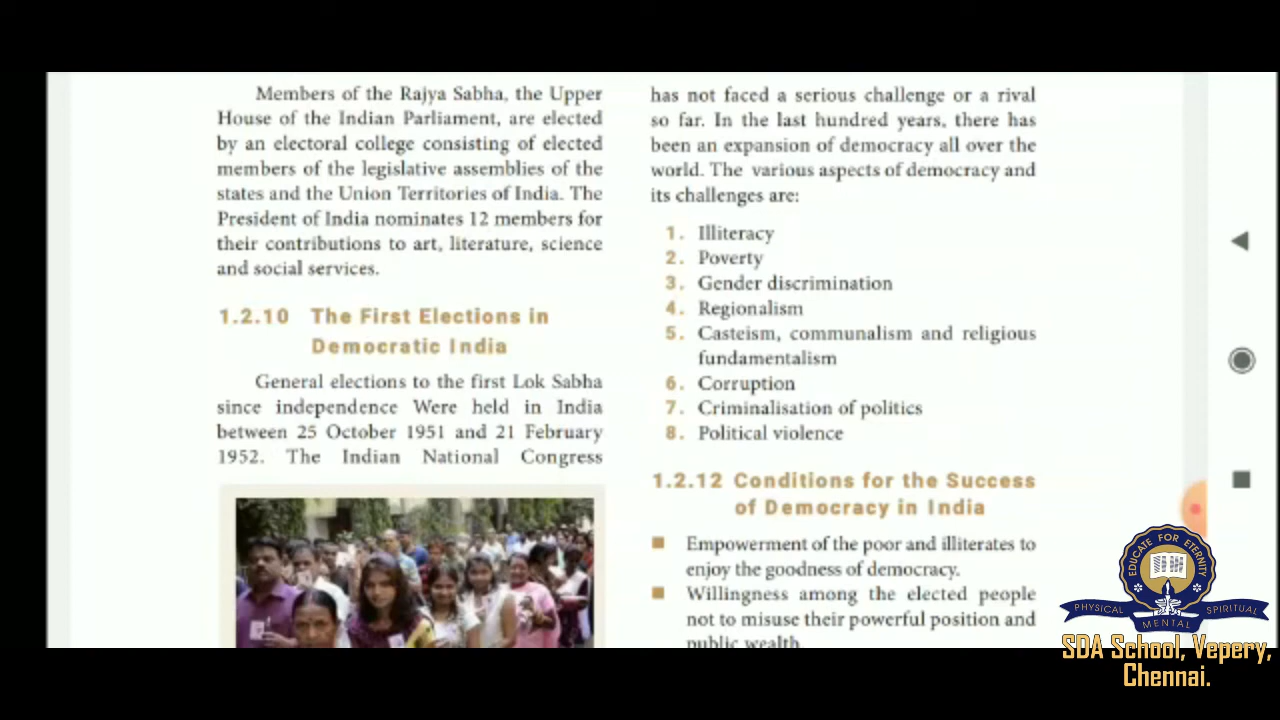 Members of the Rajya Sabha, the Upper
House of the Indian Parliament, are elected
by an electoral college consisting of elected
members of the legislative assemblies of the
states and the Union Territories of India. The
President of India nominates 12 members for
their contributions to art, literature, science
and social services.
1.2.10 The First Elections in
Democratic India
General elections to the first Lok Sabha
since independence Were held in India
between 25 October 1951 and 21 February
1952. The Indian National Congress
has not faced a serious challenge or a rival
so far. In the last hundred years, there has
been an expansion of democracy all over the
world. The various aspects of democracy and
its challenges are:
1. Illiteracy
2. Poverty
3. Gender discrimination
4. Regionalism
5. Casteism, communalism and religious
fundamentalism
6. Corruption
7. Criminalisation of politics
8. Political violence
1.2.12 Conditions for the Success
of Democracy in India
Empowerment of the poor and illiterates to
enjoy the goodness of democracy.
Willingness among the elected people
not to misuse their powerful position and
public wealth.
EDUCATE FOR ETERNITY
PHYSICAL MENTAL SPIRITUAL
SDA School, Vepery,
Chennai.